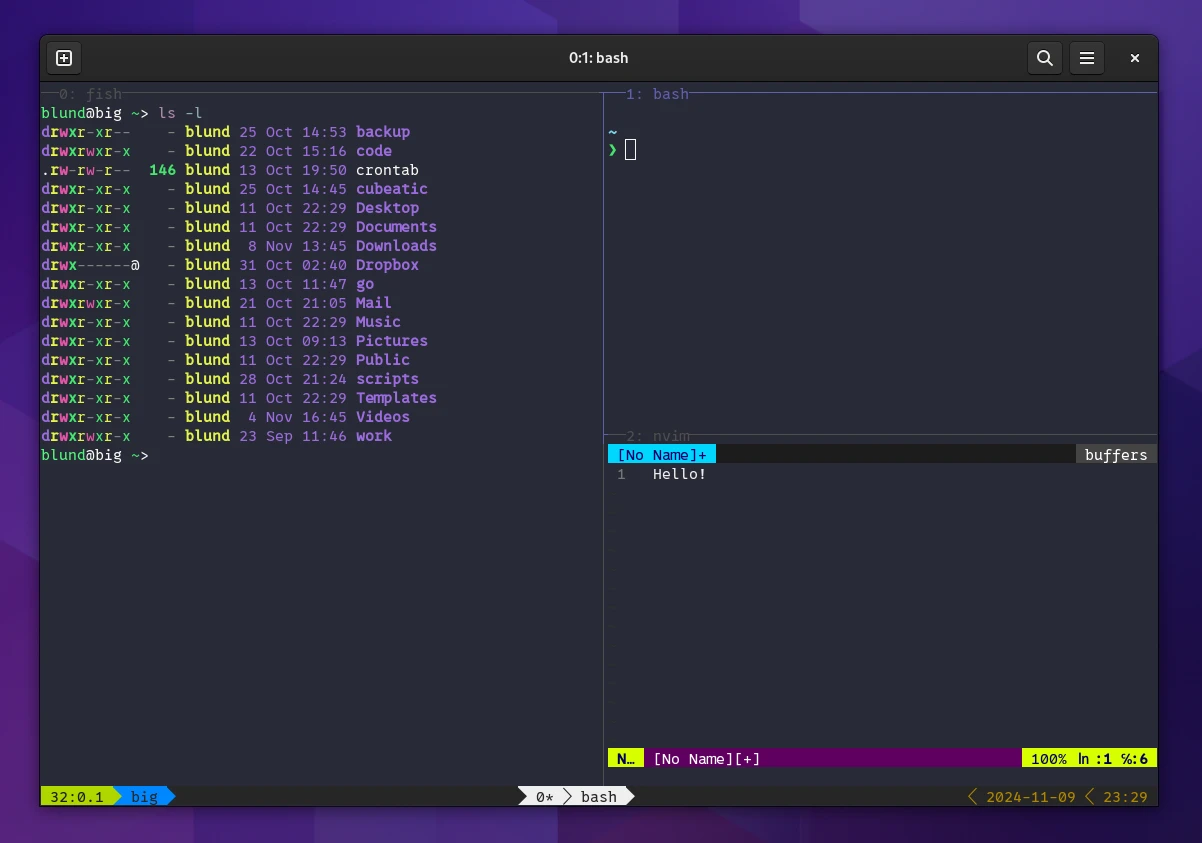 0:1: bash
0: fish
blund@big ~> ls -l
drwxr-xr-- - blund 25 Oct 14:53 backup
drwxrwxr-x - blund 22 Oct 15:16 code
.rw-rw-r-- 146 blund 13 Oct 19:50 crontab
drwxr-xr-x - blund 25 Oct 14:45 cubeatic
drwxr-xr-x - blund 11 Oct 22:29 Desktop
drwxr-xr-x - blund 11 Oct 22:29 Documents
drwxr-xr-x - blund 8 Nov 13:45 Downloads
drwx------@ - blund 31 Oct 02:40 Dropbox
drwxr-xr-x - blund 13 Oct 11:47 go
drwxrwxr-x - blund 21 Oct 21:05 Mail
drwxr-xr-x - blund 11 Oct 22:29 Music
drwxr-xr-x - blund 13 Oct 09:13 Pictures
drwxr-xr-x - blund 11 Oct 22:29 Public
drwxr-xr-x - blund 28 Oct 21:24 scripts
drwxr-xr-x - blund 11 Oct 22:29 Templates
drwxr-xr-x - blund 4 Nov 16:45 Videos
drwxrwxr-x - blund 23 Sep 11:46 work
blund@big ~>
1: bash
~
❯
2: nvim
[No Name]+ buffers
1 Hello!
N… [No Name][+] 100% ㏑:1 ℅:6
32:0.1 big 0* bash 2024-11-09 23:29